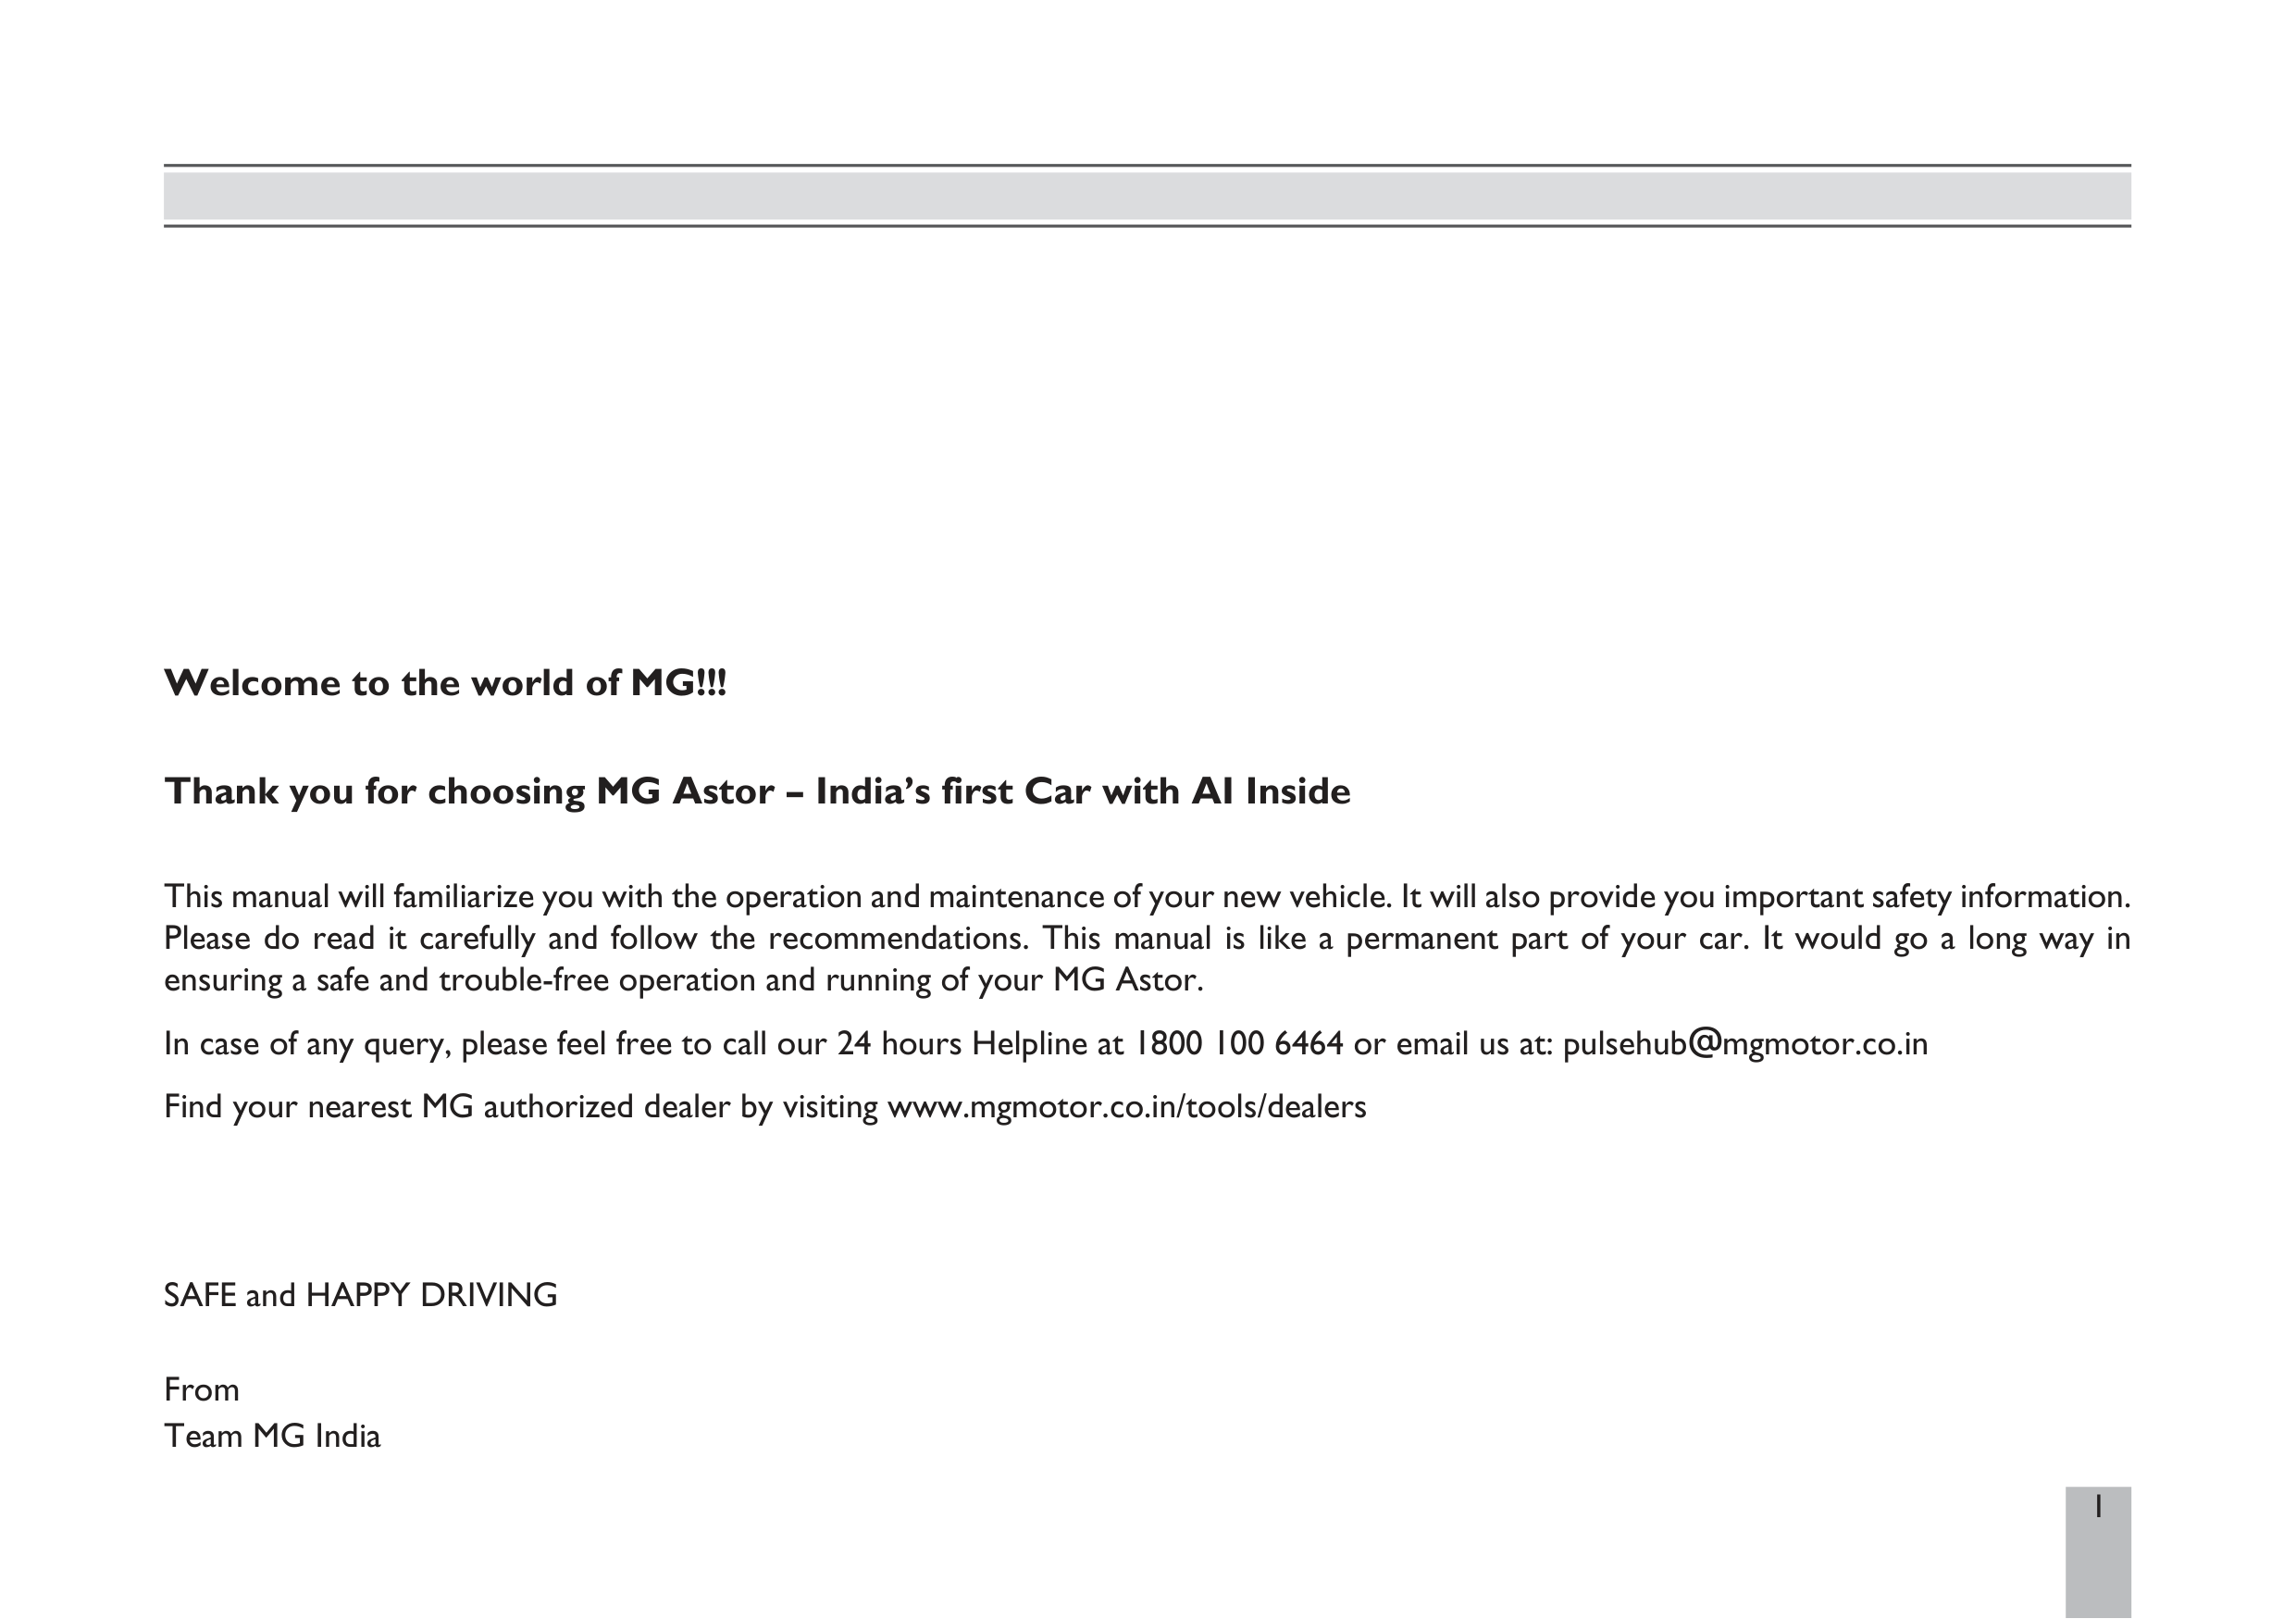 Welcome to the world of MG!!!
Thank you for choosing MG Astor – India’s first Car with AI Inside
This manual will familiarize you with the operation and maintenance of your new vehicle. It will also provide you important safety information.
Please do read it carefully and follow the recommendations. This manual is like a permanent part of your car. It would go a long way in
ensuring a safe and trouble-free operation and running of your MG Astor.
In case of any query, please feel free to call our 24 hours Helpline at 1800 100 6464 or email us at: pulsehub@mgmotor.co.in
Find your nearest MG authorized dealer by visiting www.mgmotor.co.in/tools/dealers
SAFE and HAPPY DRIVING
From
Team MG India
1